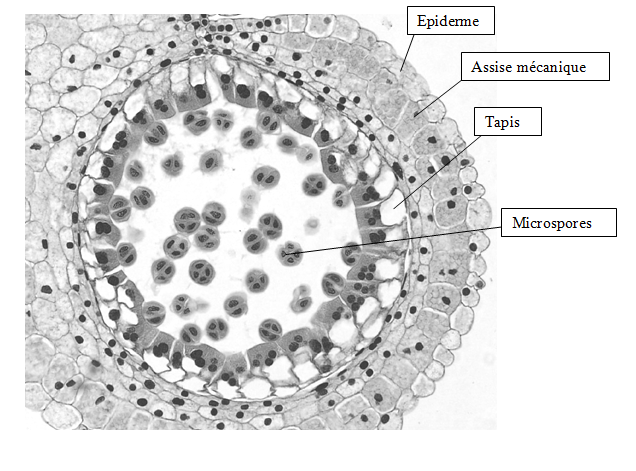 Epiderme
Assise mécanique
Tapis
Microspores